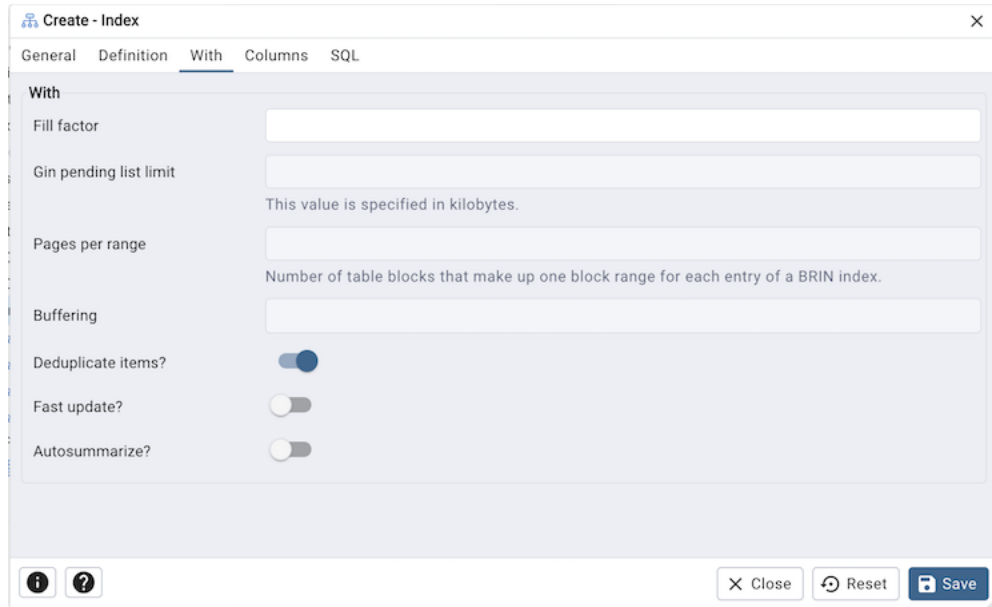 Create - Index
General Definition With Columns SQL
With
Fill factor
Gin pending list limit
This value is specified in kilobytes.
Pages per range
Number of table blocks that make up one block range for each entry of a BRIN index.
Buffering
Deduplicate items?
Fast update?
Autosummarize?
Close Reset Save